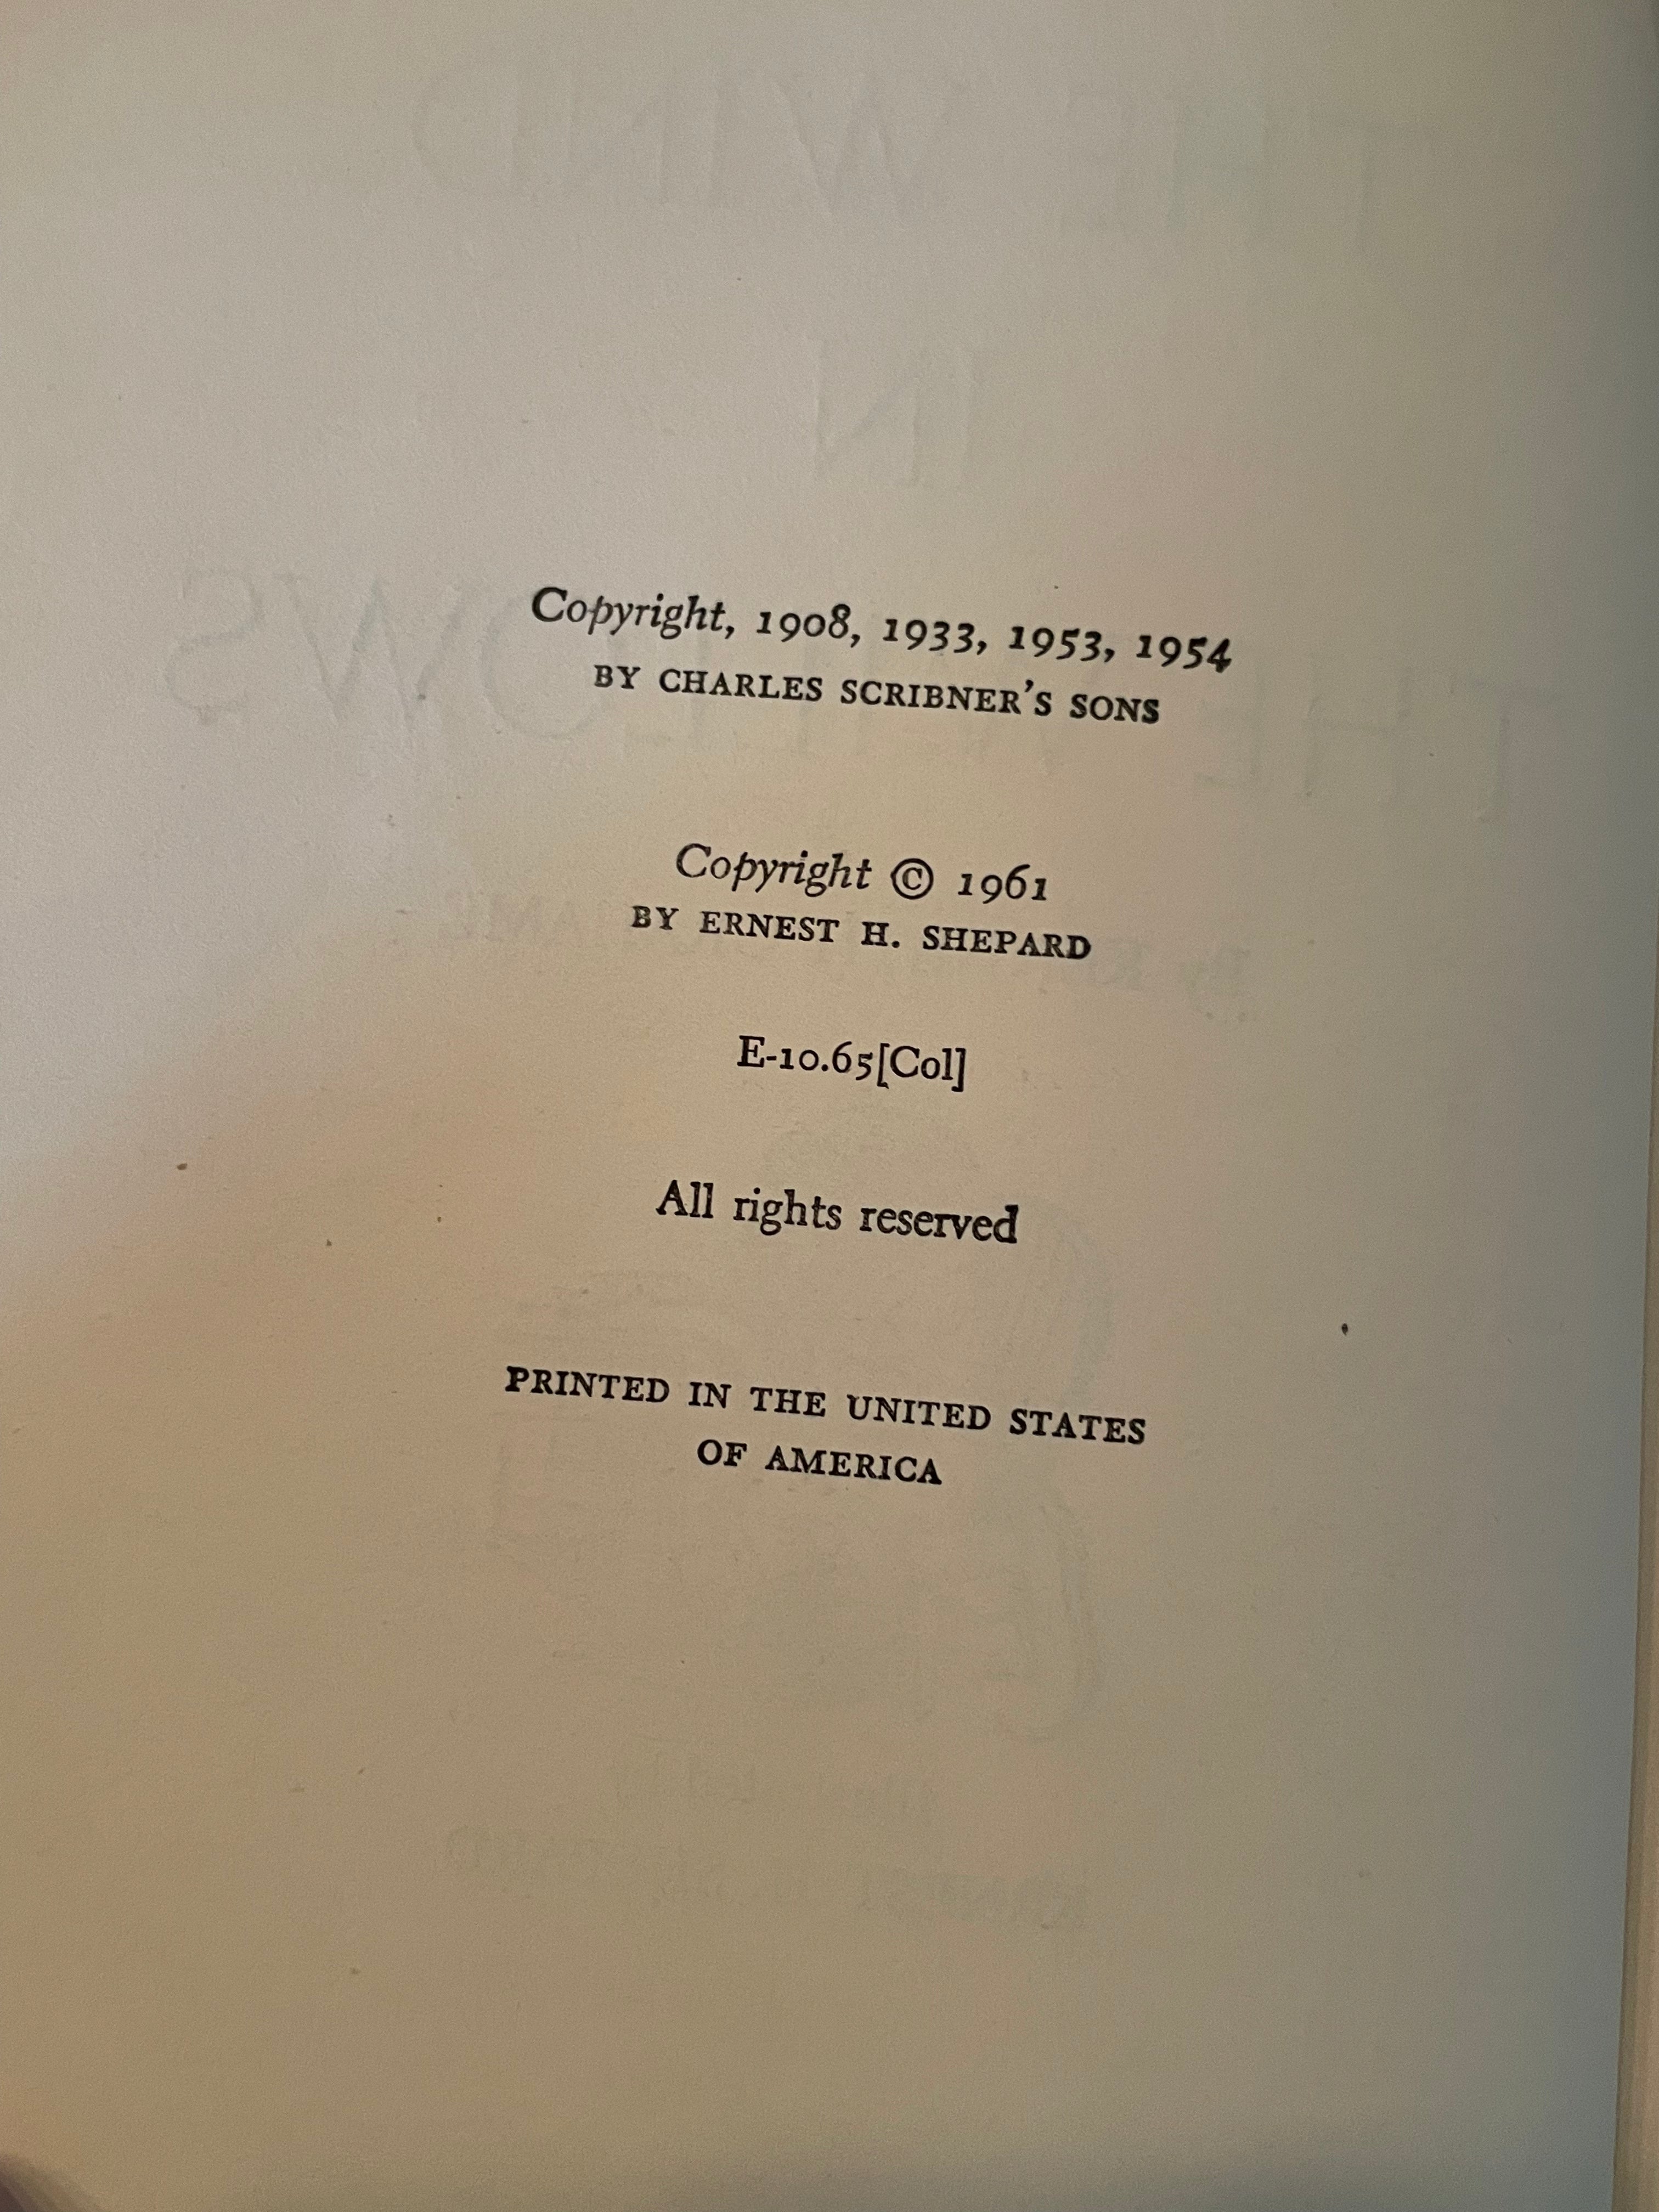 Copyright, 1908, 1933, 1953, 1954
BY CHARLES SCRIBNER'S SONS
Copyright © 1961
BY ERNEST H. SHEPARD
E-10.65[Col]
All rights reserved
PRINTED IN THE UNITED STATES
OF AMERICA